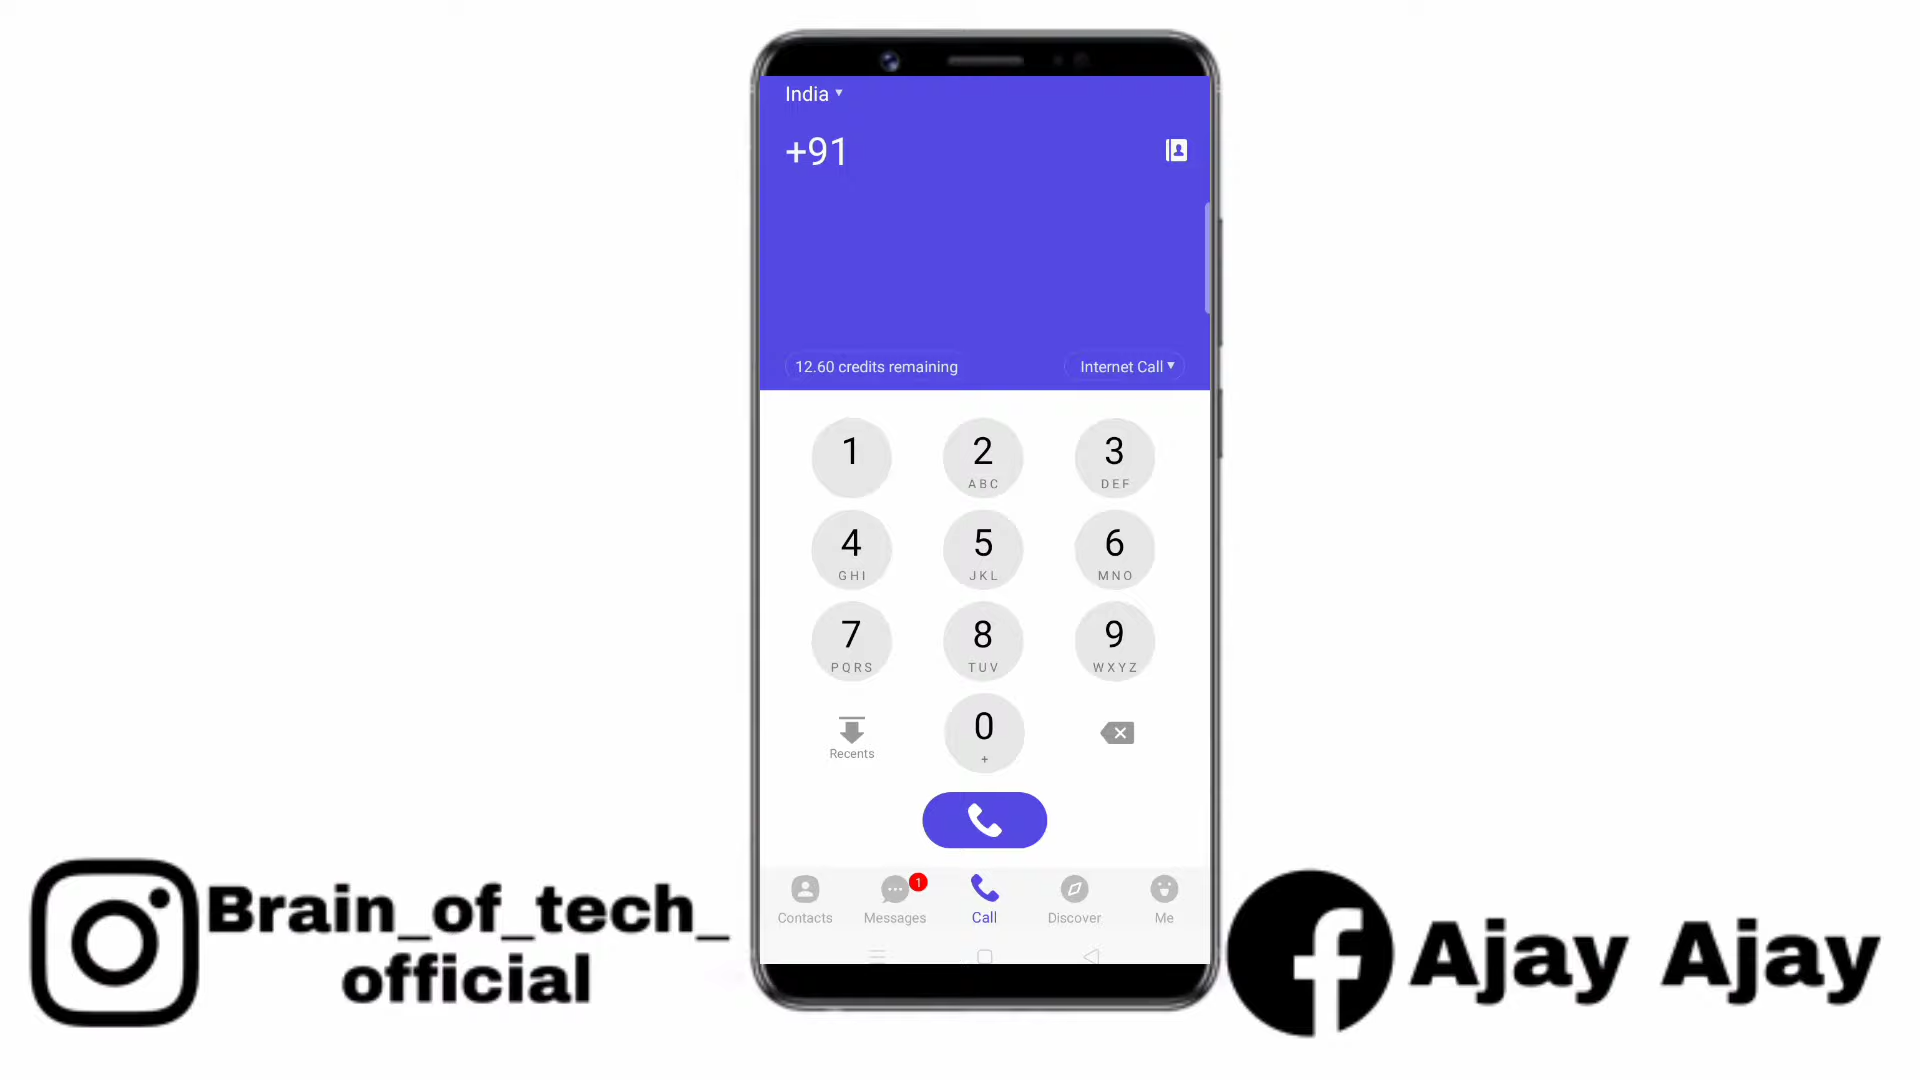 India
+91
12.60 credits remaining
Internet Call
1
2
ABC
3
DEF
4
GHI
5
JKL
6
MNO
7
PQRS
8
TUV
9
WXYZ
Recents
0
+
Contacts
1
Messages
Call
Discover
Me
Brain_of_tech_
official
Ajay Ajay